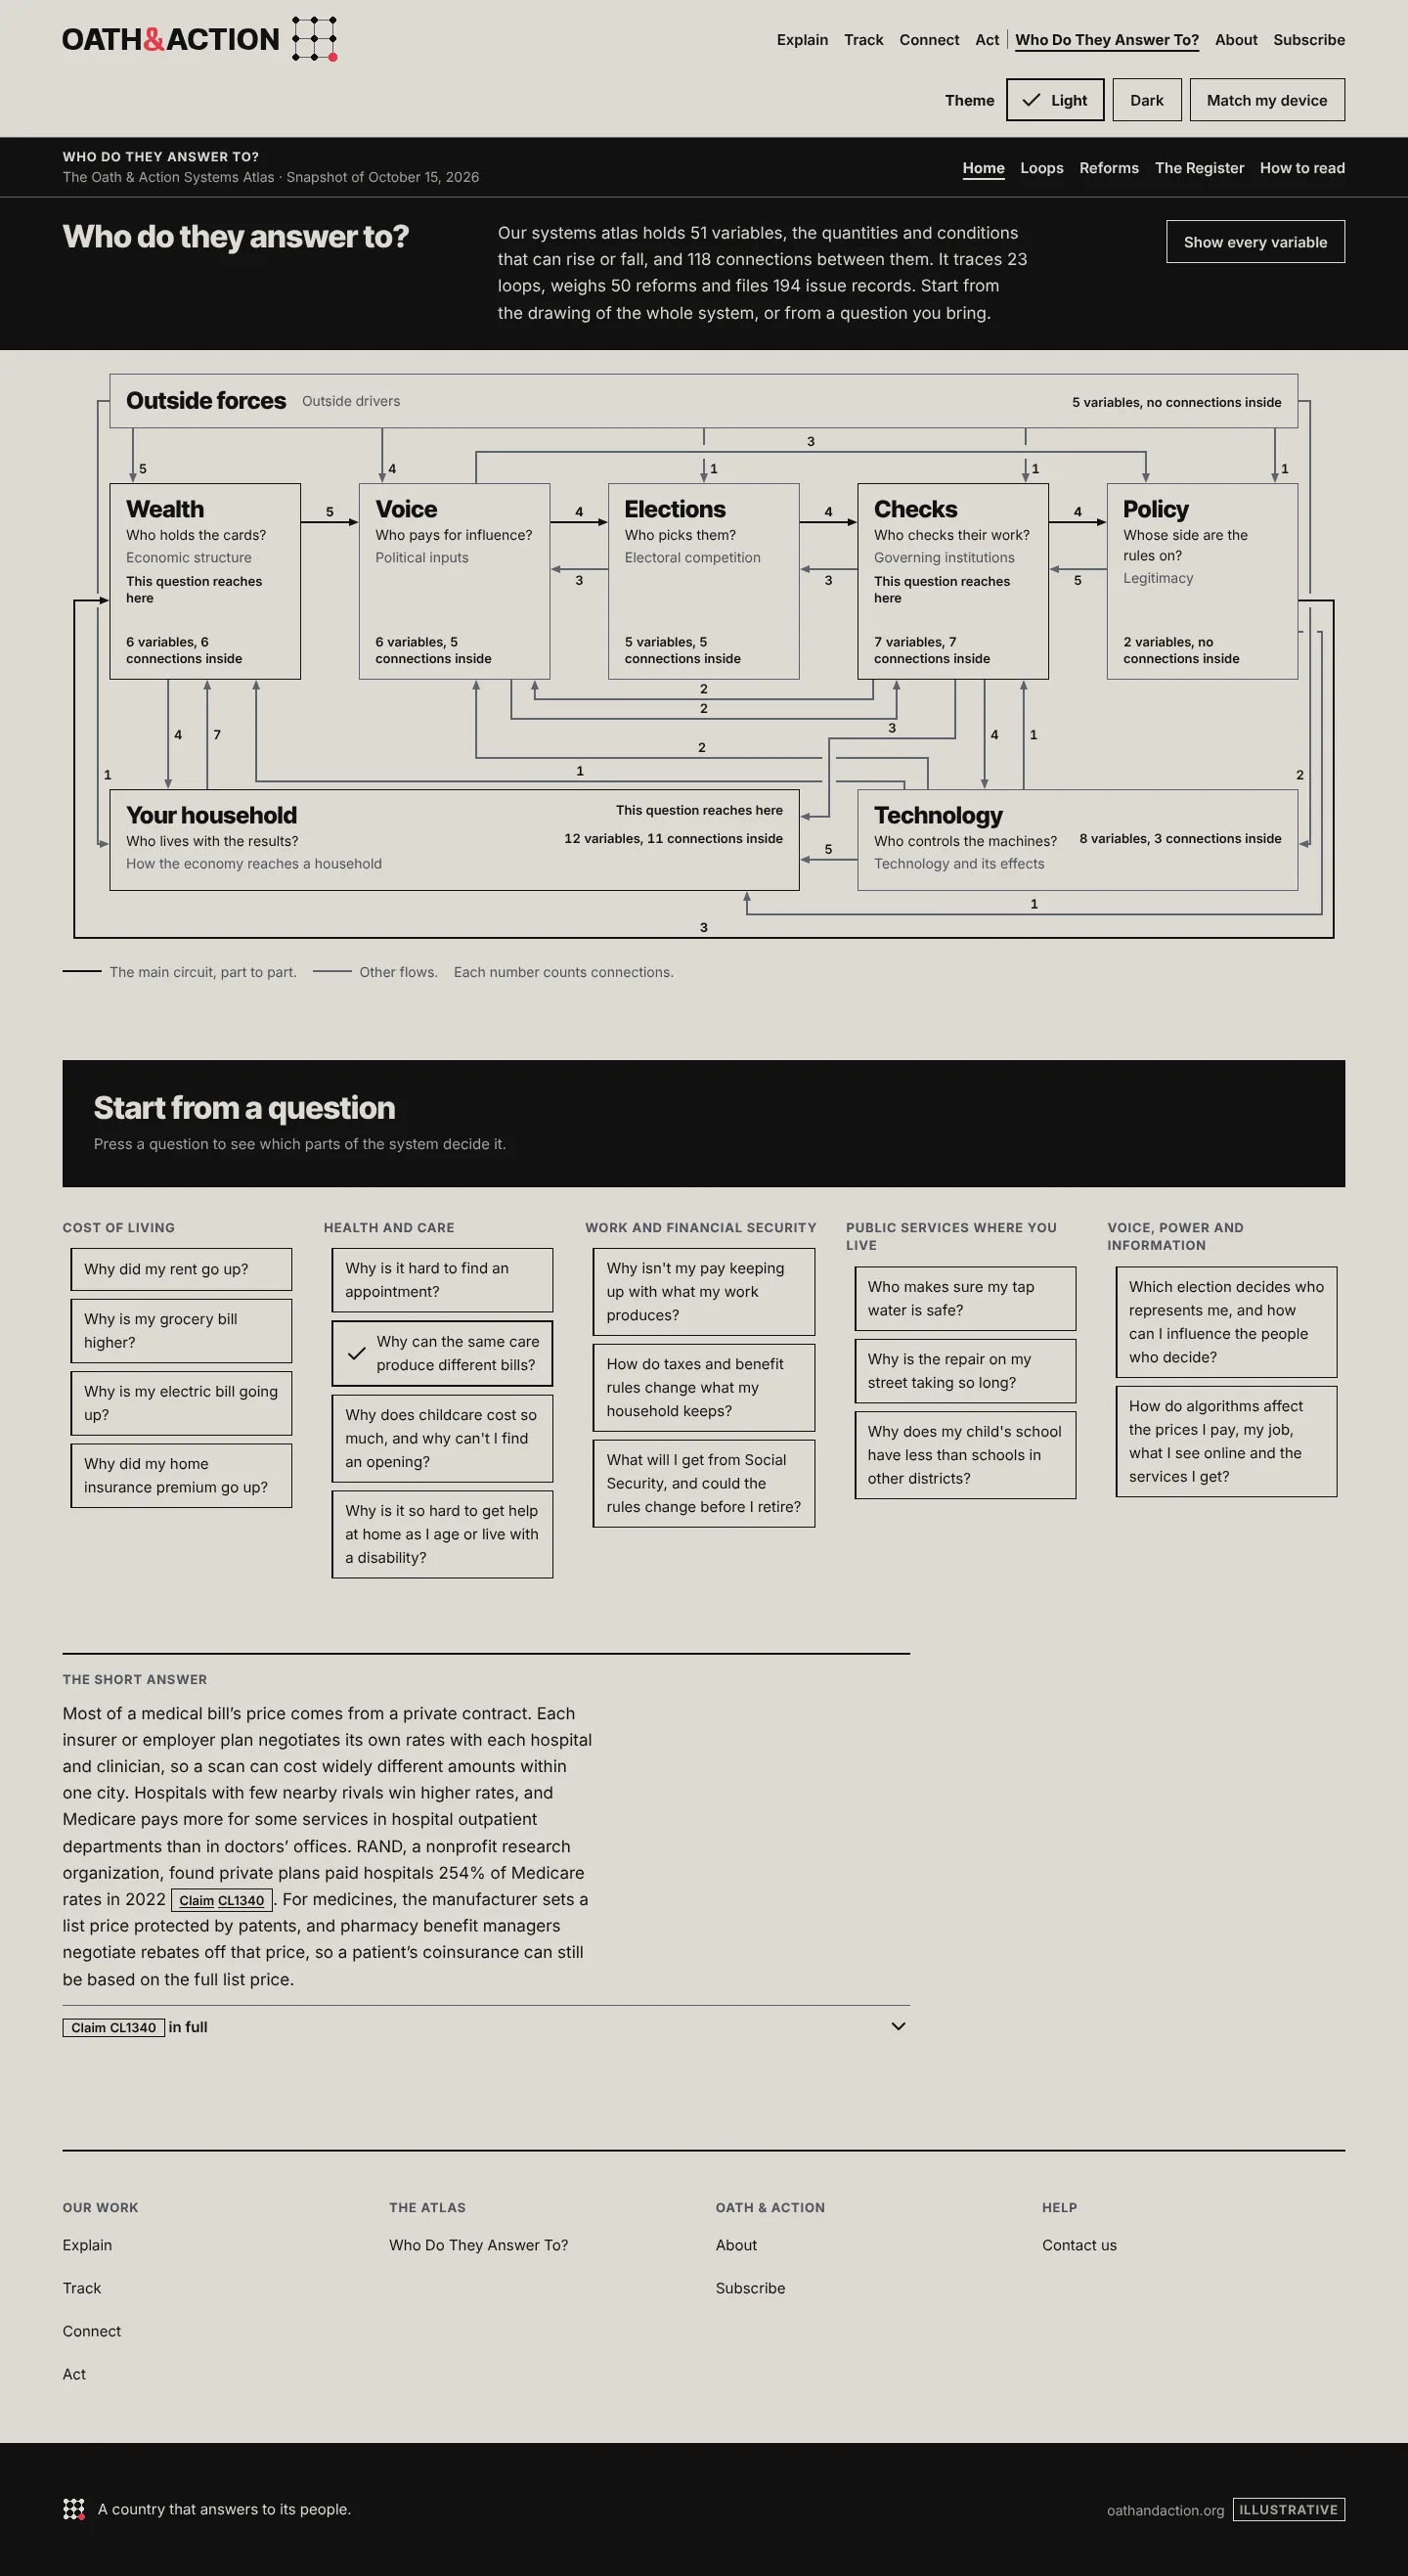 OATH&ACTION
Explain Track Connect Act Who Do They Answer To? About Subscribe
Theme Light Dark Match my device
WHO DO THEY ANSWER TO?
The Oath & Action Systems Atlas · Snapshot of October 15, 2026
Home Loops Reforms The Register How to read
Who do they answer to?
Our systems atlas holds 51 variables, the quantities and conditions
that can rise or fall, and 118 connections between them. It traces 23
loops, weighs 50 reforms and files 194 issue records. Start from
the drawing of the whole system, or from a question you bring.
Show every variable
Outside forces Outside drivers
5 variables, no connections inside
3
5
4
1
1
1
Wealth
Who holds the cards?
Economic structure
This question reaches
here
6 variables, 6
connections inside
5
Voice
Who pays for influence?
Political inputs
6 variables, 5
connections inside
4
3
Elections
Who picks them?
Electoral competition
5 variables, 5
connections inside
4
3
Checks
Who checks their work?
Governing institutions
This question reaches
here
7 variables, 7
connections inside
4
5
Policy
Whose side are the
rules on?
Legitimacy
2 variables, no
connections inside
2
2
3
4
7
4
1
2
1
1
2
Your household
Who lives with the results?
How the economy reaches a household
This question reaches here
12 variables, 11 connections inside
5
Technology
Who controls the machines?
Technology and its effects
8 variables, 3 connections inside
1
3
The main circuit, part to part. Other flows. Each number counts connections.
Start from a question
Press a question to see which parts of the system decide it.
COST OF LIVING
Why did my rent go up?
Why is my grocery bill
higher?
Why is my electric bill going
up?
Why did my home
insurance premium go up?
HEALTH AND CARE
Why is it hard to find an
appointment?
Why can the same care
produce different bills?
Why does childcare cost so
much, and why can't I find
an opening?
Why is it so hard to get help
at home as I age or live with
a disability?
WORK AND FINANCIAL SECURITY
Why isn't my pay keeping
up with what my work
produces?
How do taxes and benefit
rules change what my
household keeps?
What will I get from Social
Security, and could the
rules change before I retire?
PUBLIC SERVICES WHERE YOU
LIVE
Who makes sure my tap
water is safe?
Why is the repair on my
street taking so long?
Why does my child's school
have less than schools in
other districts?
VOICE, POWER AND
INFORMATION
Which election decides who
represents me, and how
can I influence the people
who decide?
How do algorithms affect
the prices I pay, my job,
what I see online and the
services I get?
THE SHORT ANSWER
Most of a medical bill’s price comes from a private contract. Each
insurer or employer plan negotiates its own rates with each hospital
and clinician, so a scan can cost widely different amounts within
one city. Hospitals with few nearby rivals win higher rates, and
Medicare pays more for some services in hospital outpatient
departments than in doctors’ offices. RAND, a nonprofit research
organization, found private plans paid hospitals 254% of Medicare
rates in 2022 Claim CL1340. For medicines, the manufacturer sets a
list price protected by patents, and pharmacy benefit managers
negotiate rebates off that price, so a patient’s coinsurance can still
be based on the full list price.
Claim CL1340 in full
OUR WORK
Explain
Track
Connect
Act
THE ATLAS
Who Do They Answer To?
OATH & ACTION
About
Subscribe
HELP
Contact us
A country that answers to its people.
oathandaction.org ILLUSTRATIVE